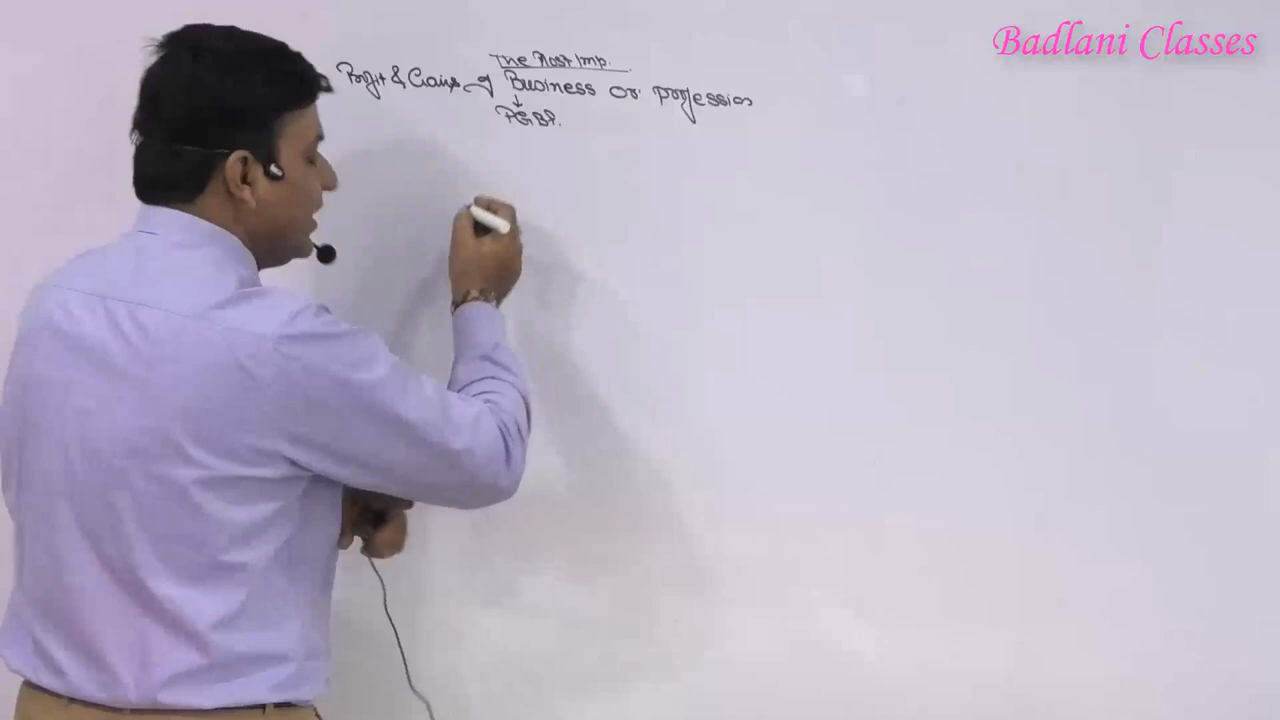 Badlani Classes
The Most Imp.
Profit & Gains of Business or profession
↓
PGBP.